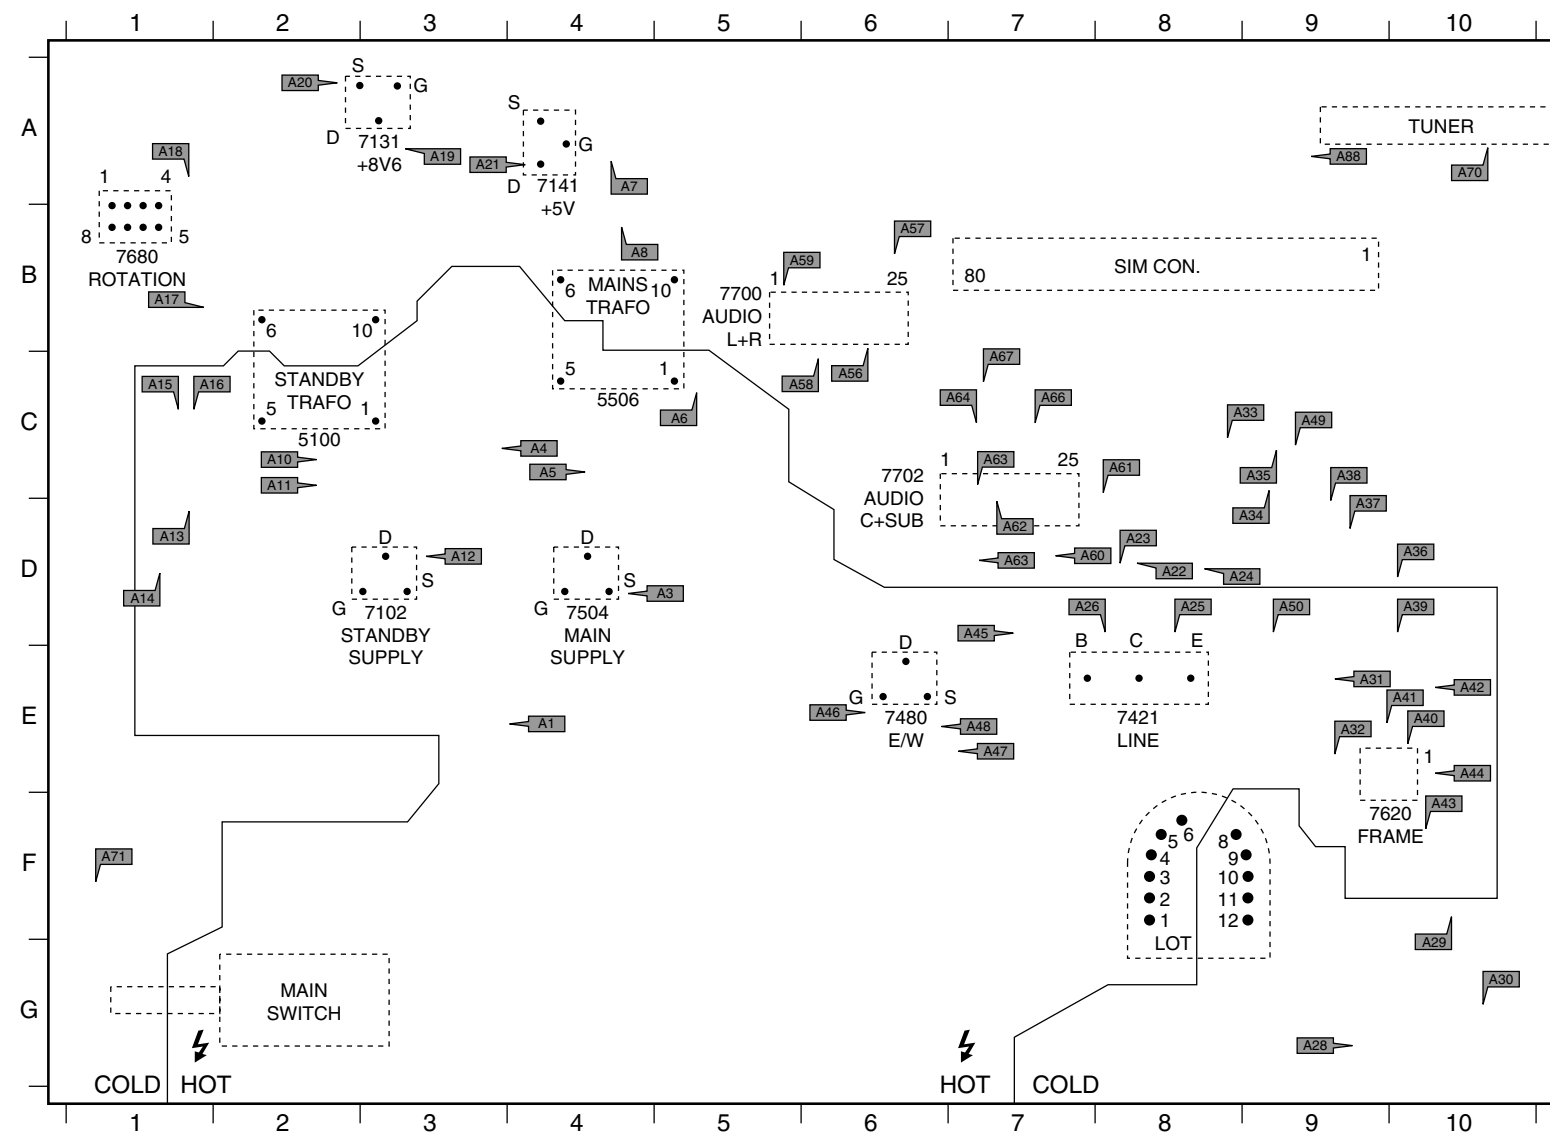 1 2 3 4 5 6 7 8 9 10
A
S
A20
G
D
7131
+8V6
A19
S
G
A21
D
7141
+5V
A7
A18
1 4
8 5
7680
ROTATION
TUNER
A88
A70
B
A17
A8
A57
A59
1 25
7700
AUDIO
L+R
80 SIM CON. 1
6 MAINS 10
TRAFO
5 1
5506
6 10
STANDBY
TRAFO
5 1
5100
C
A15
A16
A6
A58
A56
A67
A64
A66
A33
A49
A4
A5
A10
A11
7702
AUDIO
C+SUB
1 25
A63
A61
A35
A38
A62
A34
A37
D
A13
A14
D
A12
S
G
7102
STANDBY
SUPPLY
D
S
A3
G
7504
MAIN
SUPPLY
A63
A60
A23
A22
A24
A36
A45
A26
A25
A50
A39
E
A1
D
G S
7480
E/W
A46
A48
A47
B C E
7421
LINE
A31
A42
A41
A40
A32
1
A44
7620
FRAME
A43
F
A71
5 6 8
4 9
3 10
2 11
1 12
LOT
A29
G
MAIN
SWITCH
A30
A28
COLD HOT
HOT COLD
1 2 3 4 5 6 7 8 9 10